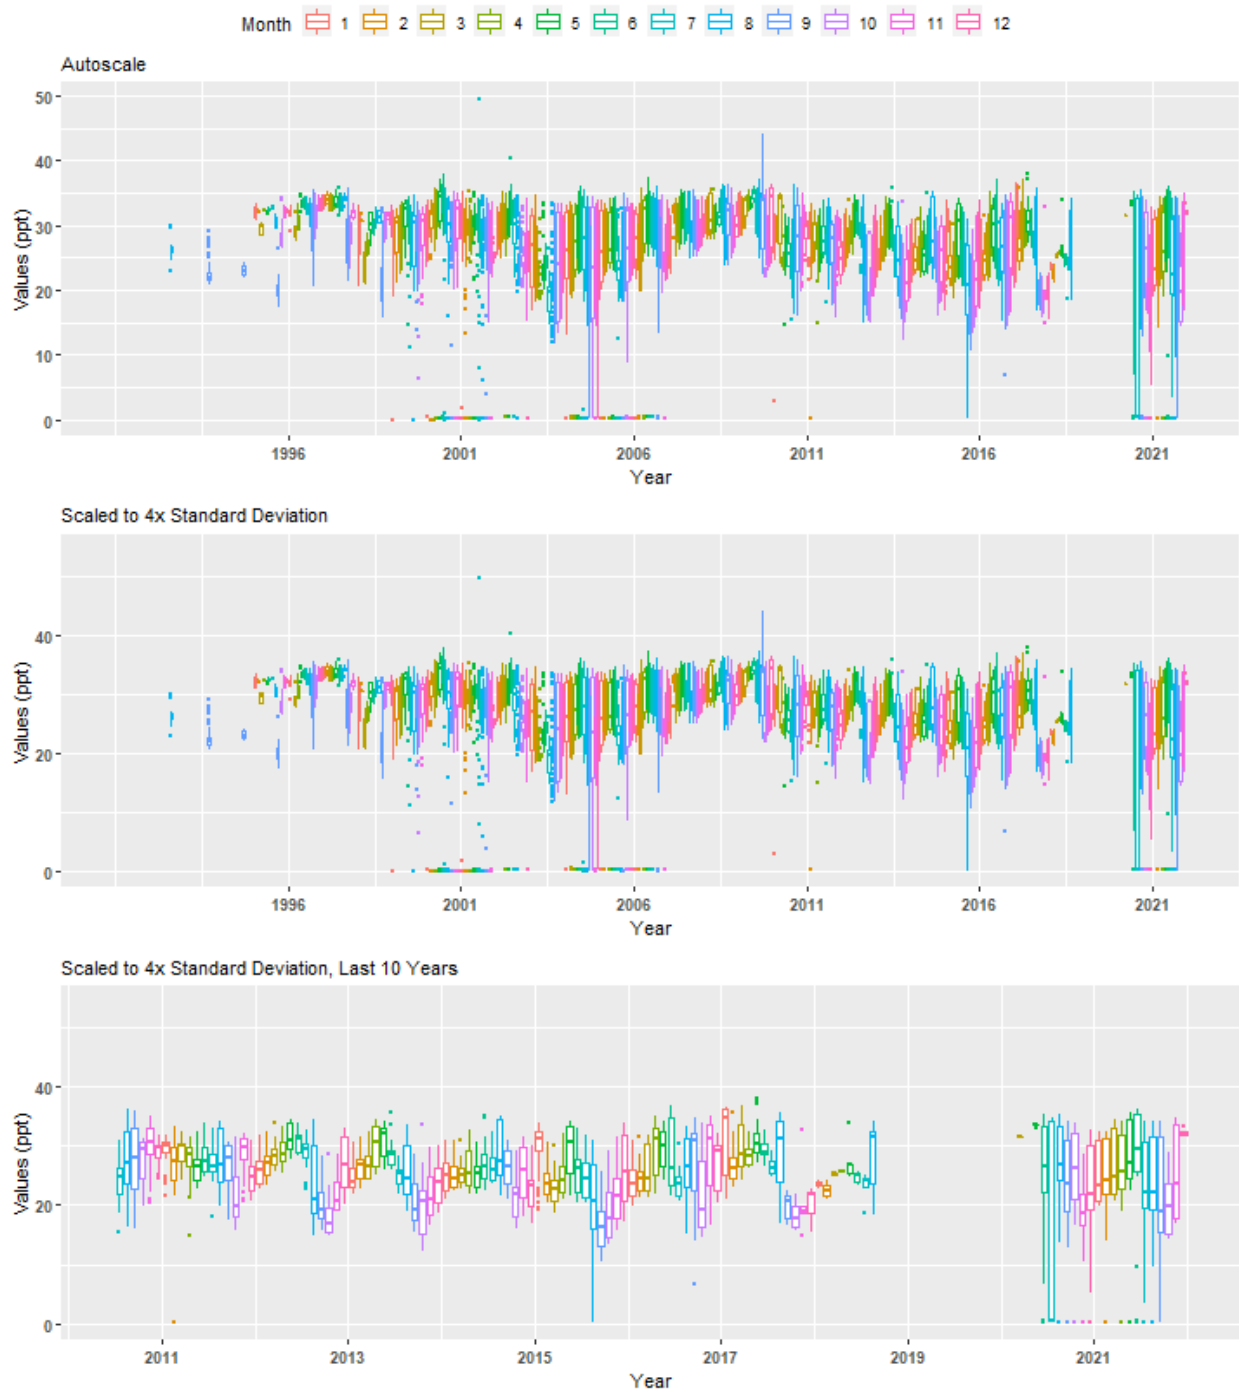 Month 1 2 3 4 5 6 7 8 9 10 11 12
Autoscale
Values (ppt)
50
40
30
20
10
0
1996 2001 2006 2011 2016 2021
Year
Scaled to 4x Standard Deviation
Values (ppt)
40
20
0
1996 2001 2006 2011 2016 2021
Year
Scaled to 4x Standard Deviation, Last 10 Years
Values (ppt)
40
20
0
2011 2013 2015 2017 2019 2021
Year